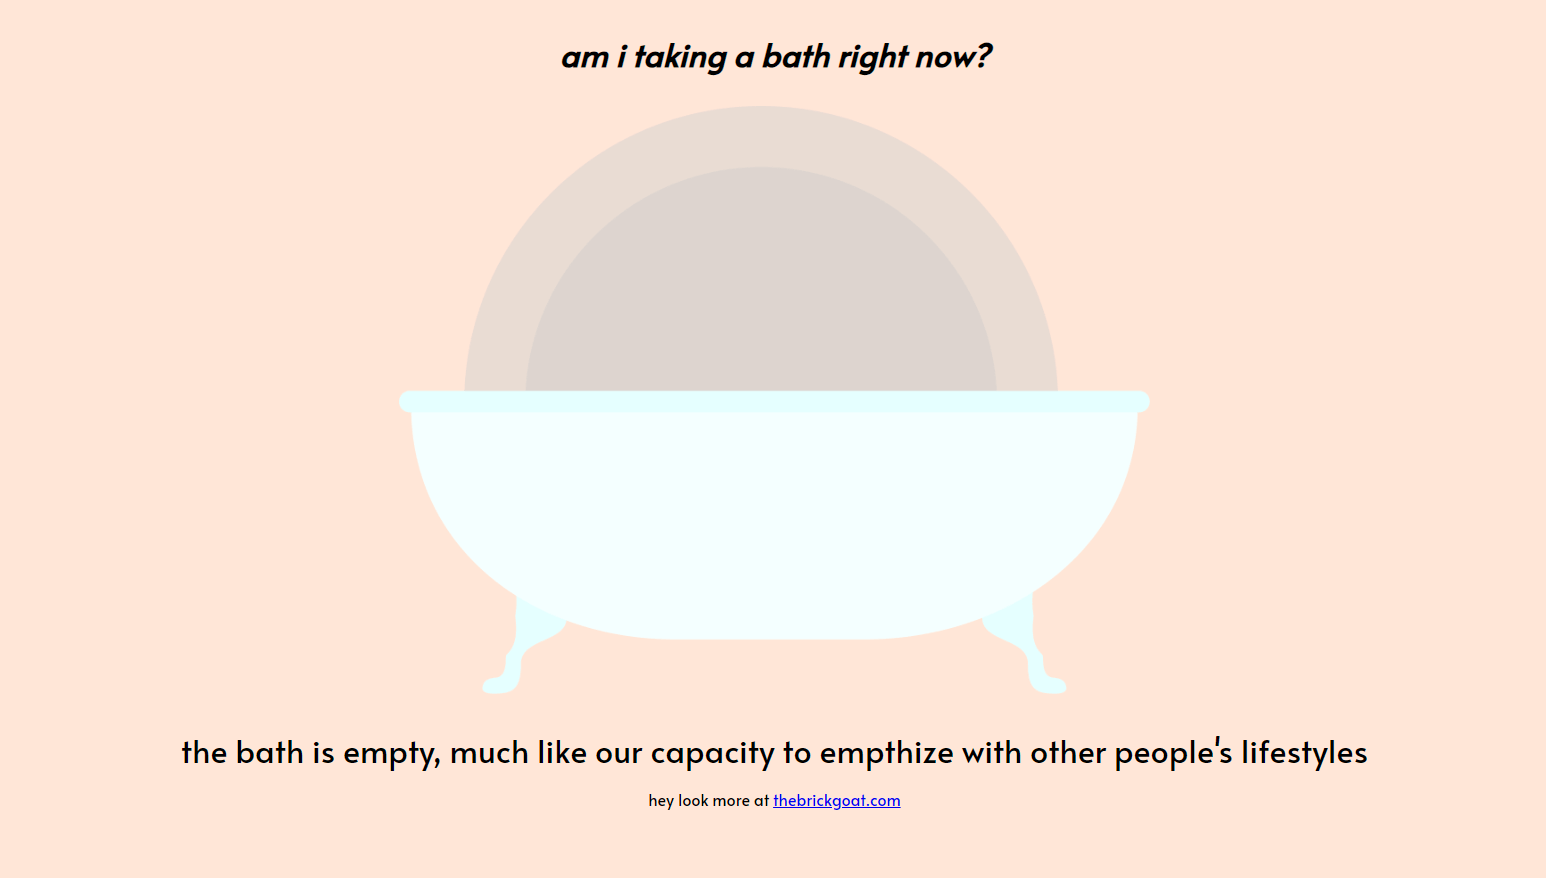 am i taking a bath right now?
the bath is empty, much like our capacity to empthize with other people's lifestyles
hey look more at thebrickgoat.com